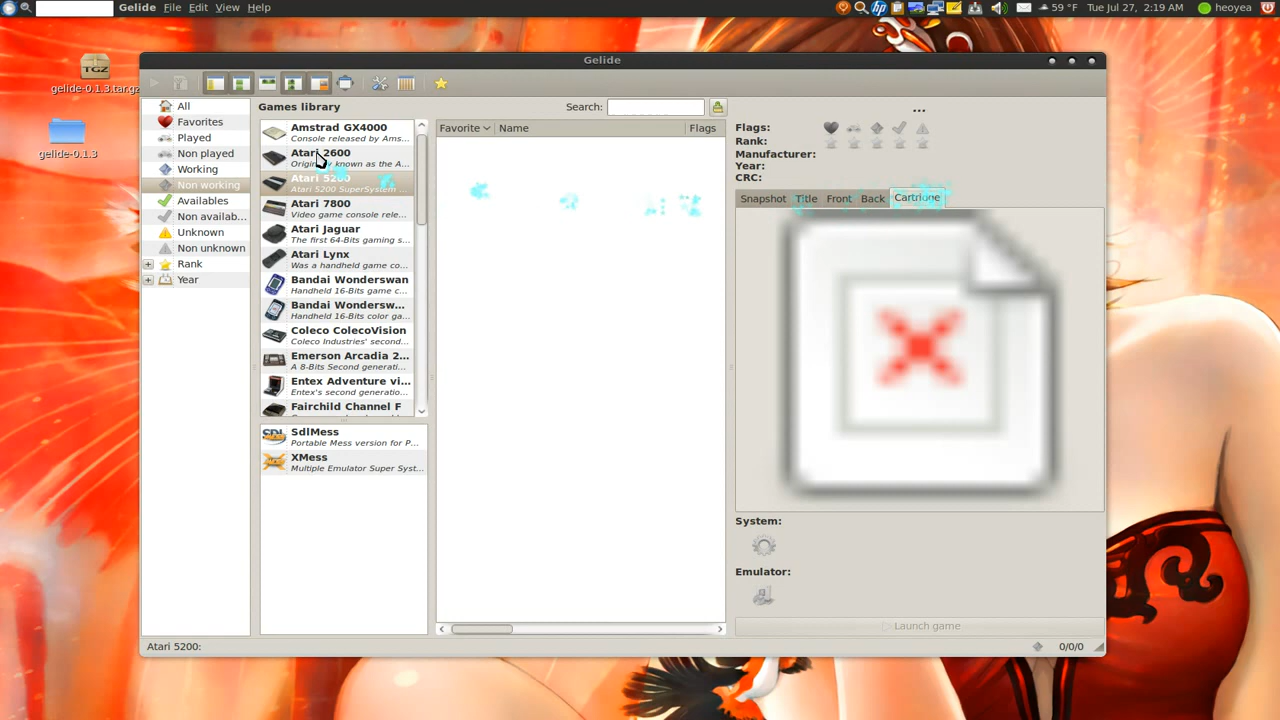 Gelide File Edit View Help
59 °F Tue Jul 27, 2:19 AM heoyea
TGZ
gelide-0.1.3.tar.gz
gelide-0.1.3
Gelide
All
Favorites
Played
Non played
Working
Non working
Availables
Non availab...
Unknown
Non unknown
Rank
Year
Games library
Search:
Amstrad GX4000
Console released by Ams...
Atari 2600
Originally known as the A...
Atari 5200
Atari 5200 SuperSystem ...
Atari 7800
Video game console rele...
Atari Jaguar
The first 64-Bits gaming s...
Atari Lynx
Was a handheld game co...
Bandai Wonderswan
Handheld 16-Bits game c...
Bandai Wondersw...
Handheld 16-Bits color ga...
Coleco ColecoVision
Coleco Industries' second...
Emerson Arcadia 2...
A 8-Bits Second generati...
Entex Adventure vi...
Entex's second generatio...
Fairchild Channel F
SdlMess
Portable Mess version for P...
XMess
Multiple Emulator Super Syst...
Favorite Name Flags
...
Flags:
Rank:
Manufacturer:
Year:
CRC:
Snapshot Title Front Back Cartridge
System:
Emulator:
Launch game
Atari 5200:
0/0/0